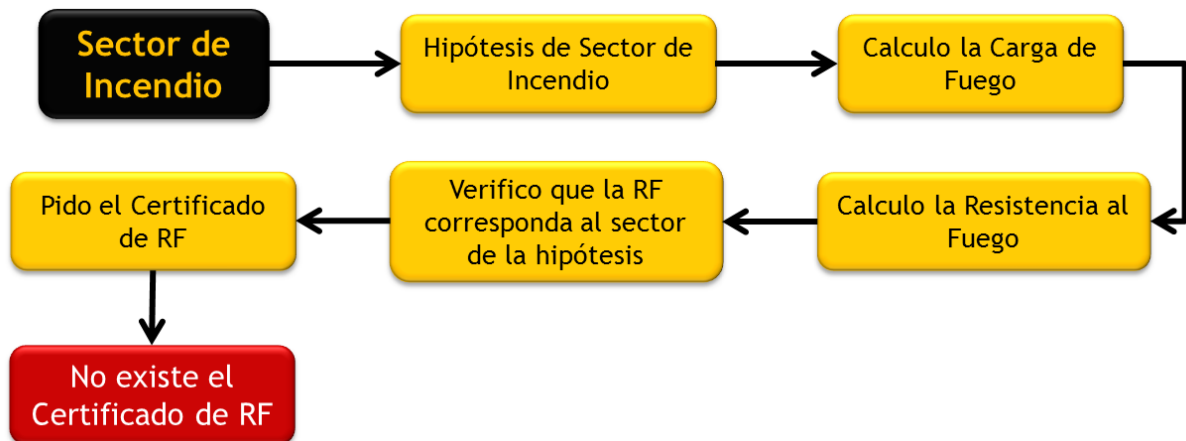 Sector de
Incendio
Hipótesis de Sector de
Incendio
Calculo la Carga de
Fuego
Calculo la Resistencia al
Fuego
Verifico que la RF
corresponda al sector
de la hipótesis
Pido el Certificado
de RF
No existe el
Certificado de RF